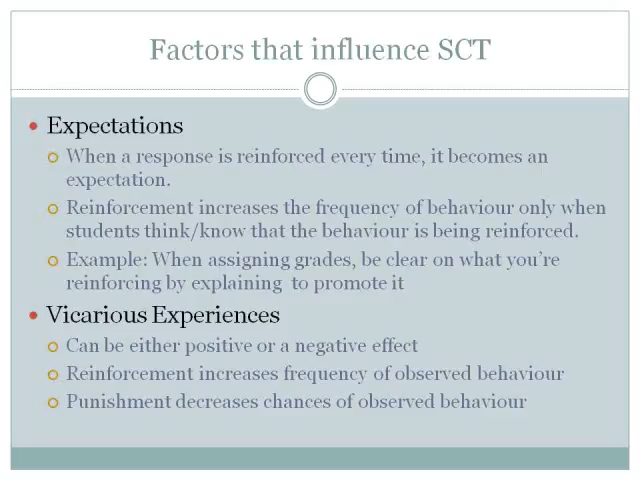 Factors that influence SCT
Expectations
When a response is reinforced every time, it becomes an
expectation.
Reinforcement increases the frequency of behaviour only when
students think/know that the behaviour is being reinforced.
Example: When assigning grades, be clear on what you're
reinforcing by explaining  to promote it
Vicarious Experiences
Can be either positive or a negative effect
Reinforcement increases frequency of observed behaviour
Punishment decreases chances of observed behaviour